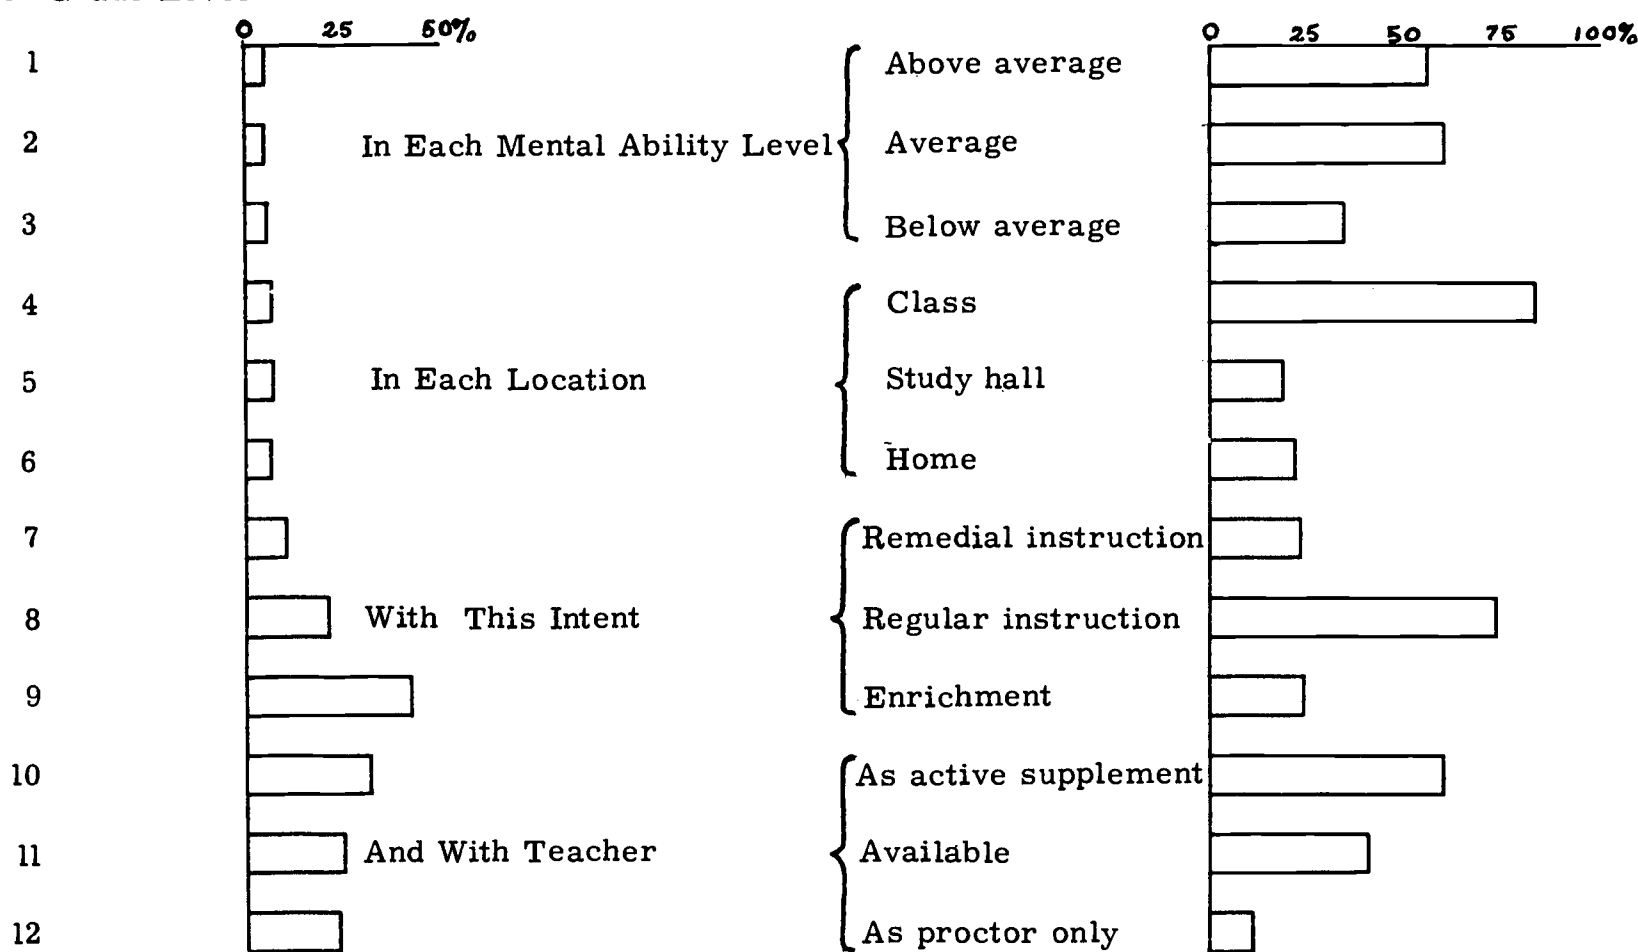 0 25 50% 0 25 50 75 100%
1 Above average
2 In Each Mental Ability Level Average
3 Below average
4 Class
5 In Each Location Study hall
6 Home
7 Remedial instruction
8 With This Intent Regular instruction
9 Enrichment
10 As active supplement
11 And With Teacher Available
12 As proctor only